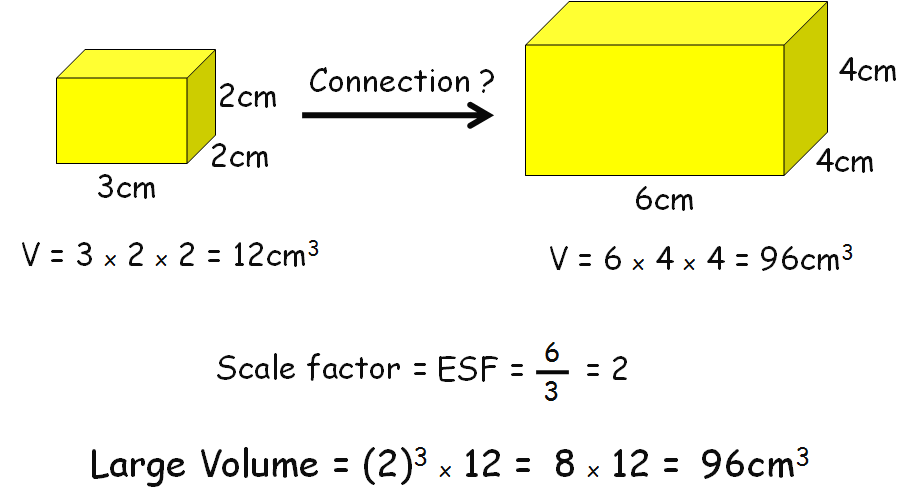 Connection ?
2cm
2cm
3cm
4cm
4cm
6cm
V = 3 × 2 × 2 = 12cm³
V = 6 × 4 × 4 = 96cm³
Scale factor = ESF = 6/3 = 2
Large Volume = (2)³ × 12 = 8 × 12 = 96cm³